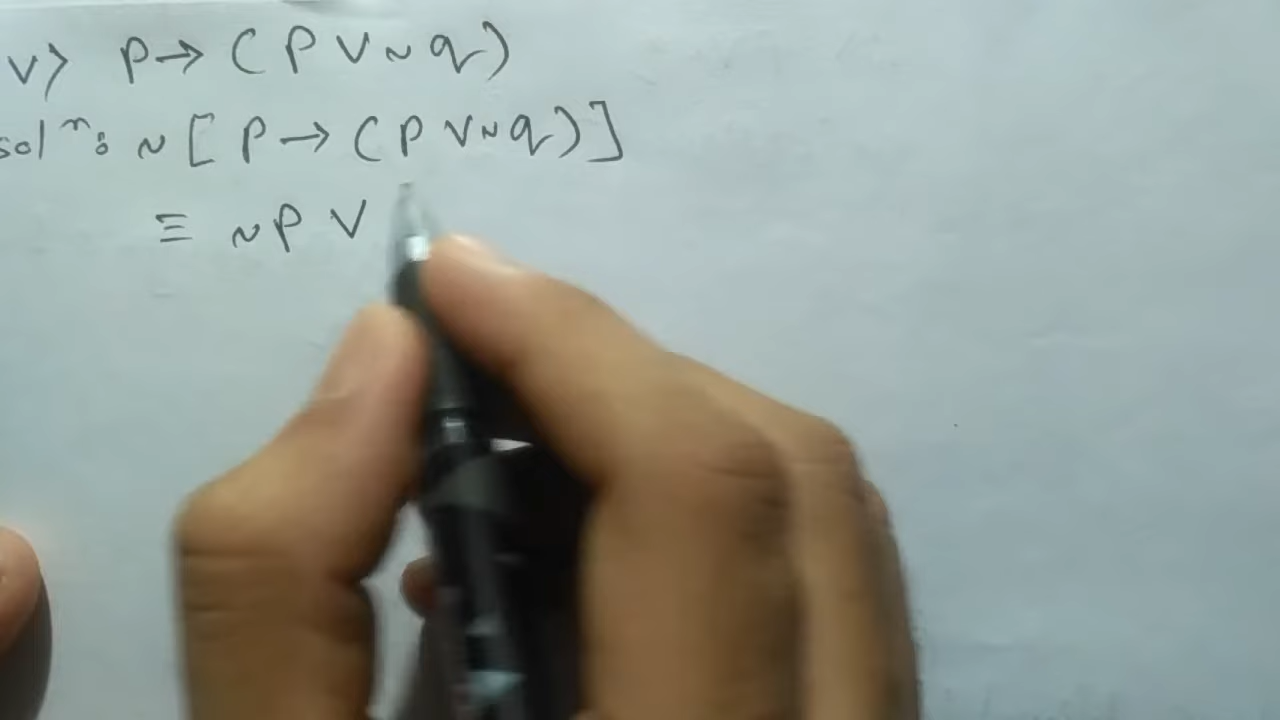 v> p→(p∨~q)
solⁿ: ~[p→(p∨~q)]
≡ ~p∨